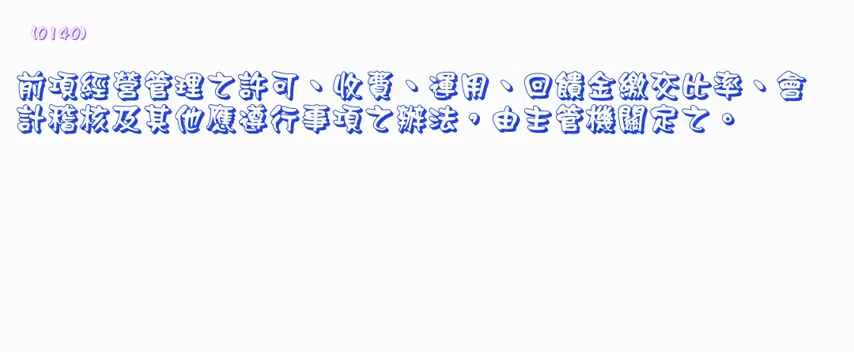 (0140)
前項經營管理之許可、收費、運用、回饋金繳交比率、會
計稽核及其他應遵行事項之辦法，由主管機關定之。